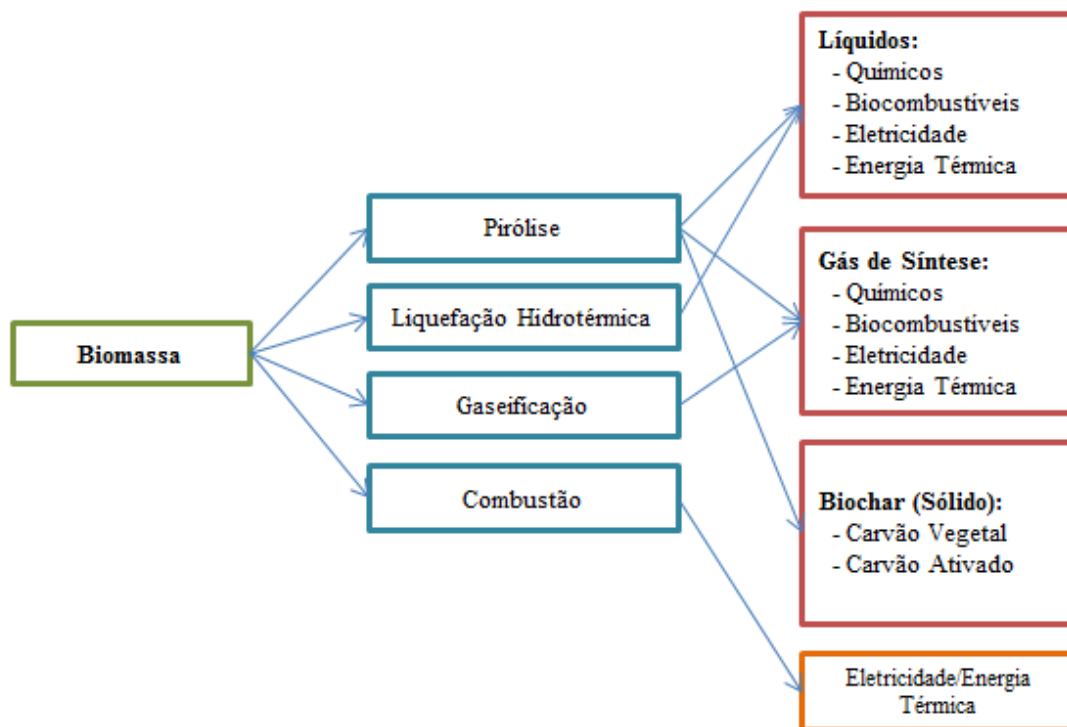 Biomassa
Pirólise
Liquefação Hidrotérmica
Gaseificação
Combustão
Líquidos:
- Químicos
- Biocombustíveis
- Eletricidade
- Energia Térmica
Gás de Síntese:
- Químicos
- Biocombustíveis
- Eletricidade
- Energia Térmica
Biochar (Sólido):
- Carvão Vegetal
- Carvão Ativado
Eletricidade/Energia
Térmica